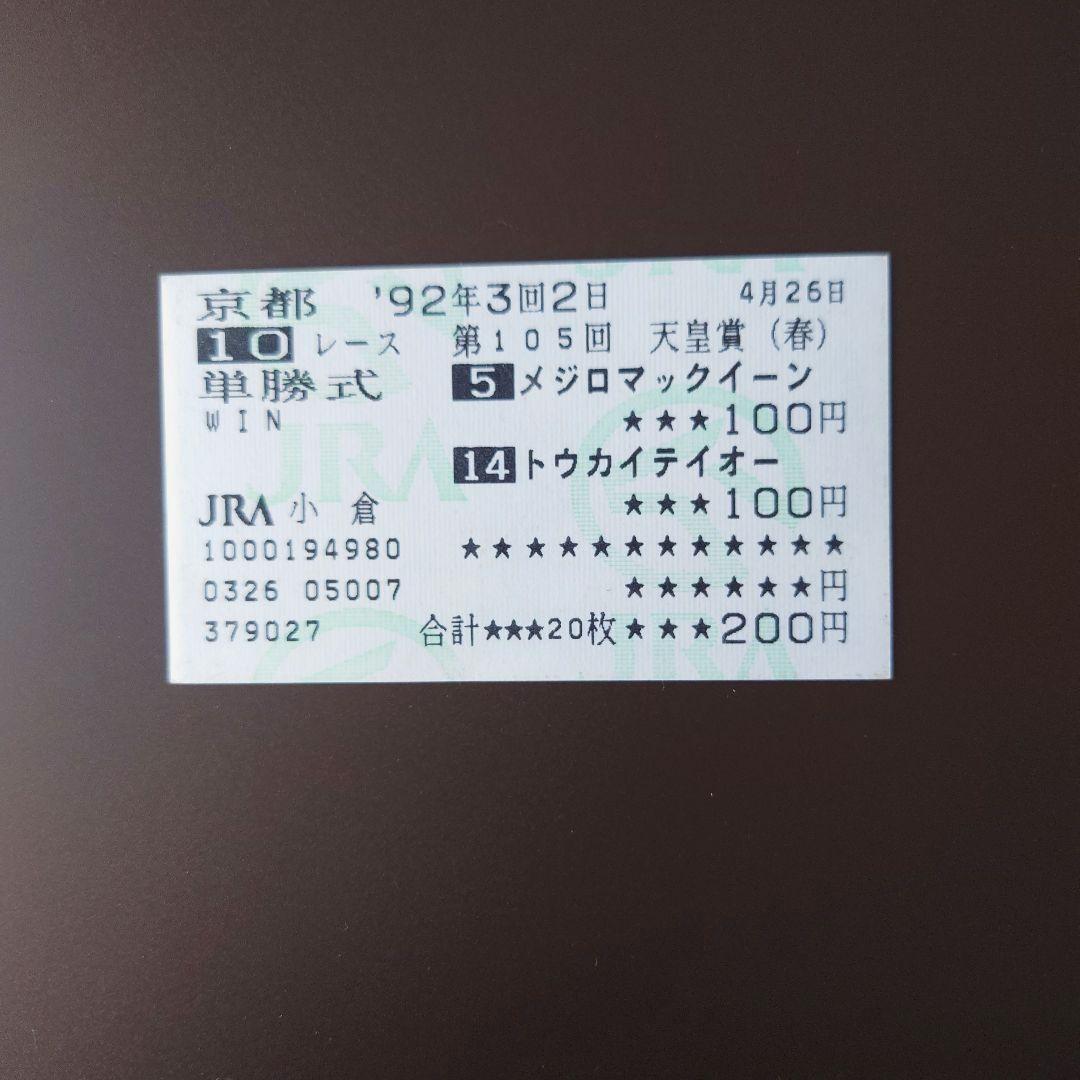 京都 '92年3回2日 4月26日
10 レース 第105回 天皇賞(春)
単勝式 5 メジロマックイーン
WIN ★★★100円
14 トウカイテイオー
JRA 小倉 ★★★100円
1000194980 ★★★★★★★★★★★★
0326 05007 ★★★★★★円
379027 合計★★★20枚★★★200円